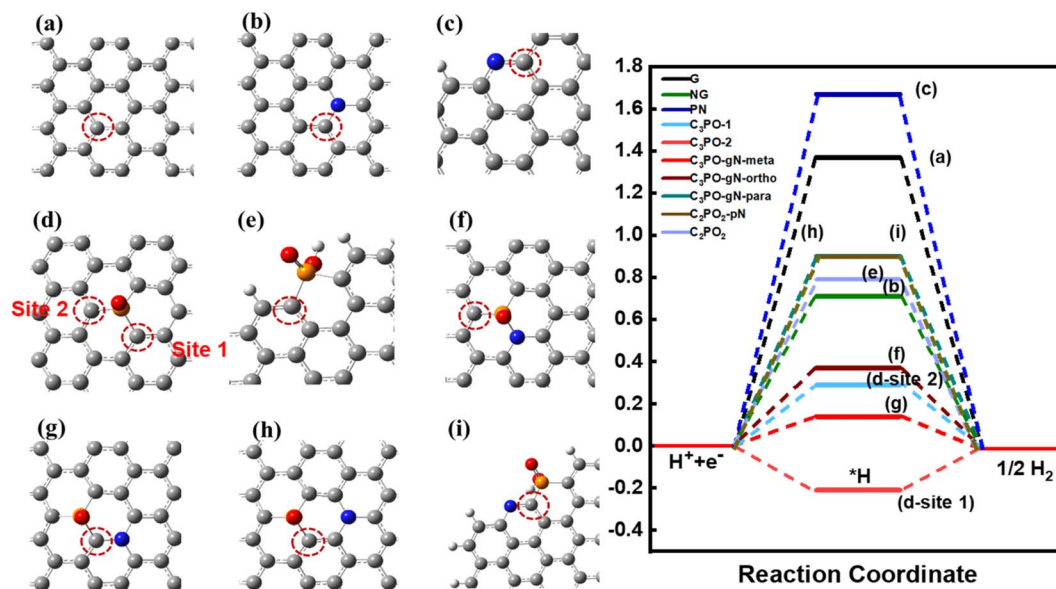 (a)
(b)
(c)
(d)
Site 2
Site 1
(e)
(f)
(g)
(h)
(i)
1.8
1.6
1.4
1.2
1.0
0.8
0.6
0.4
0.2
0.0
-0.2
-0.4
G
NG
PN
C₃PO-1
C₃PO-2
C₃PO-gN-meta
C₃PO-gN-ortho
C₃PO-gN-para
C₂PO₂-pN
C₂PO₂
(c)
(a)
(h)
(i)
(e)
(b)
(f)
(d-site 2)
(g)
H⁺+e⁻
*H
1/2 H₂
(d-site 1)
Reaction Coordinate